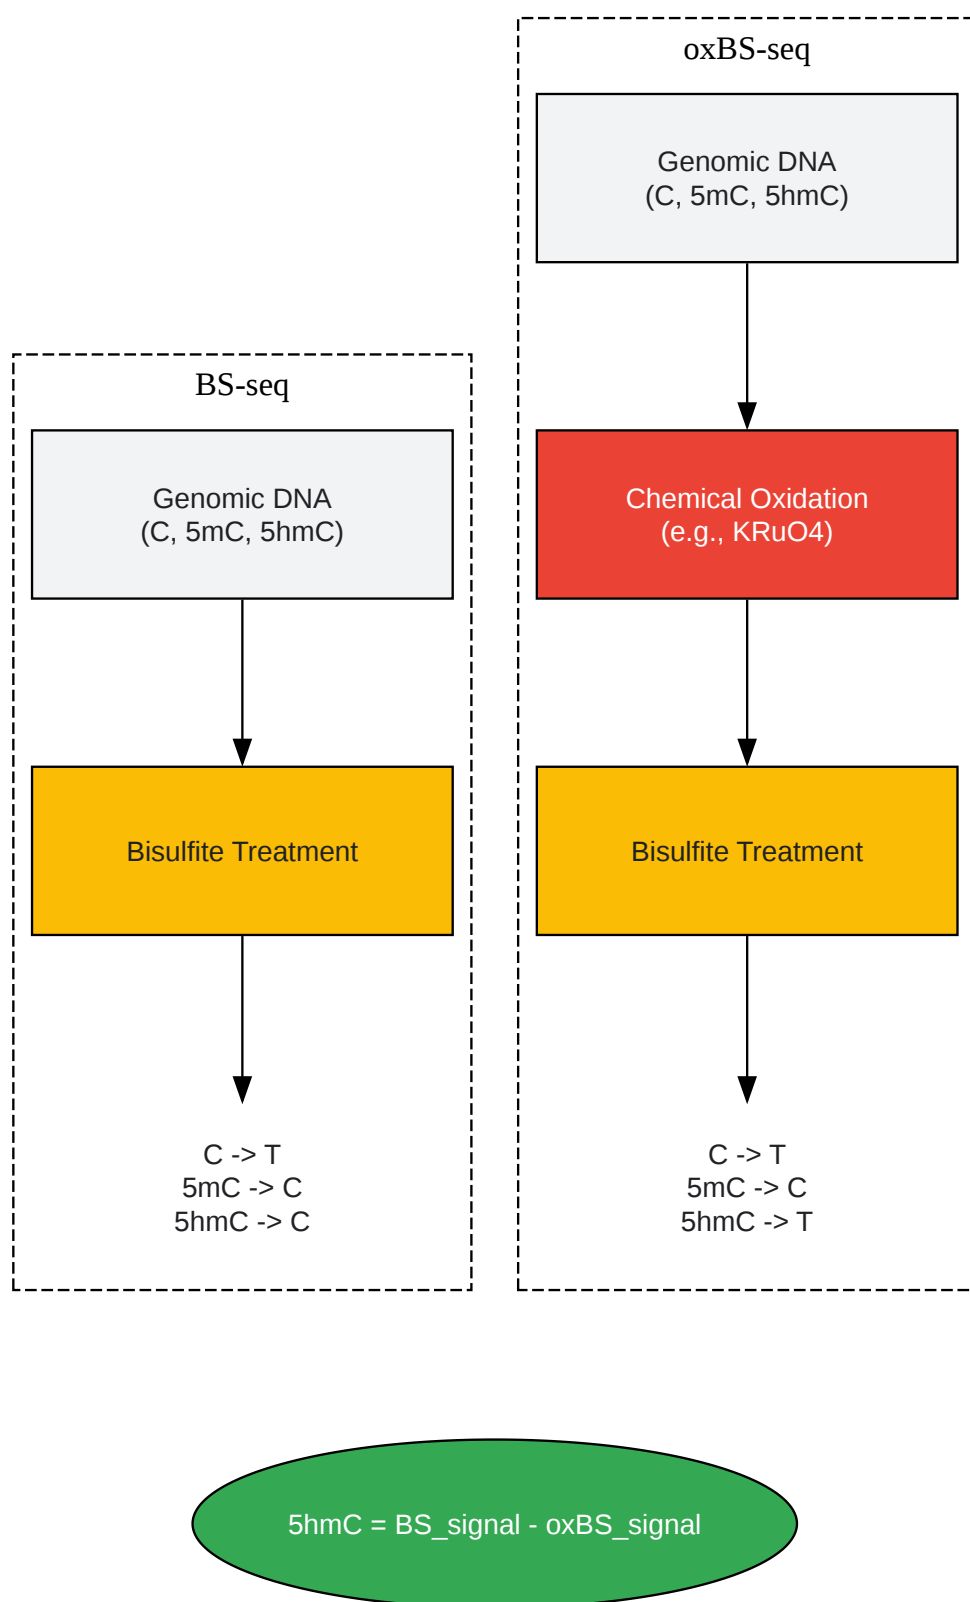 BS-seq
Genomic DNA
(C, 5mC, 5hmC)
Bisulfite Treatment
C -> T
5mC -> C
5hmC -> C
oxBS-seq
Genomic DNA
(C, 5mC, 5hmC)
Chemical Oxidation
(e.g., KRuO4)
Bisulfite Treatment
C -> T
5mC -> C
5hmC -> T
5hmC = BS_signal - oxBS_signal